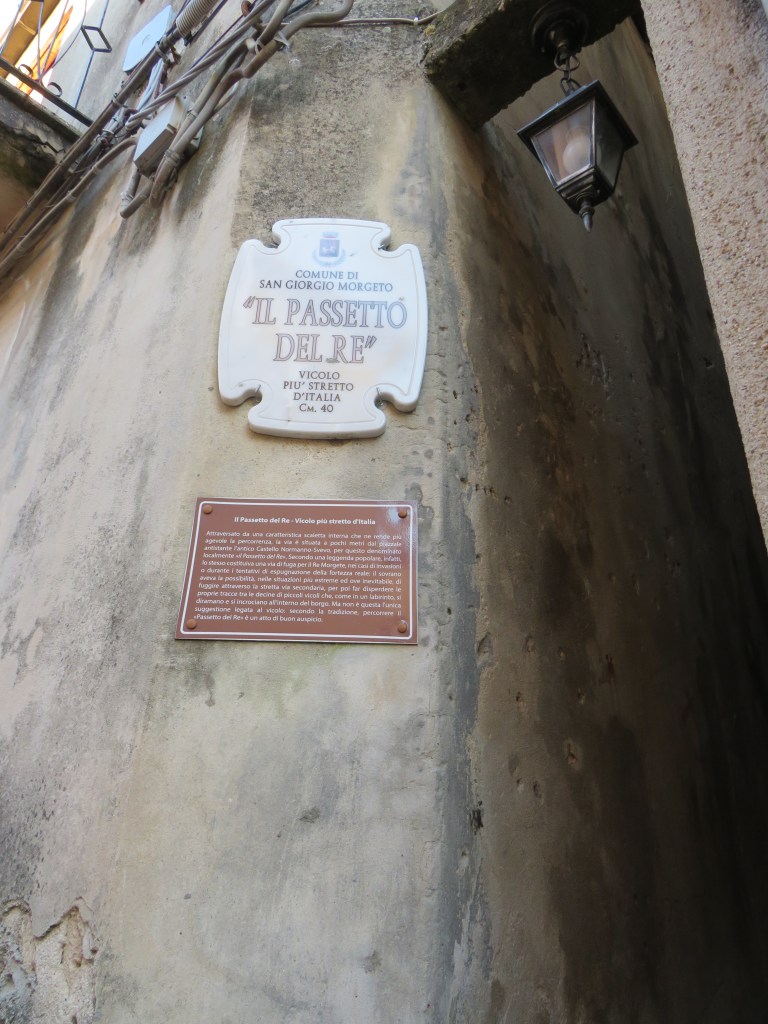 COMUNE DI
SAN GIORGIO MORGETO
"IL PASSETTO
DEL RE"
VICOLO
PIU' STRETTO
D'ITALIA
CM. 40
Il Passetto del Re - Vicolo più stretto d'Italia
Attraversato da una caratteristica scaletta interna che ne rende più
agevole la percorrenza, la via è situata a pochi metri dal piazzale
antistante l'antico Castello Normanno-Svevo, per questo denominato
localmente «il Passetto del Re». Secondo una leggenda popolare, infatti,
lo stesso costituiva una via di fuga per il Re Morgete, nei casi di invasioni
o durante i tentativi di espugnazione della fortezza reale: il sovrano
aveva la possibilità, nelle situazioni più estreme ed ove inevitabile, di
fuggire attraverso la stretta via secondaria, per poi far disperdere le
proprie tracce tra le decine di piccoli vicoli che, come in un labirinto, si
diramano e si incrociano all'interno del borgo. Ma non è questa l'unica
suggestione legata al vicolo: secondo la tradizione, percorrere il
«Passetto del Re» è un atto di buon auspicio.